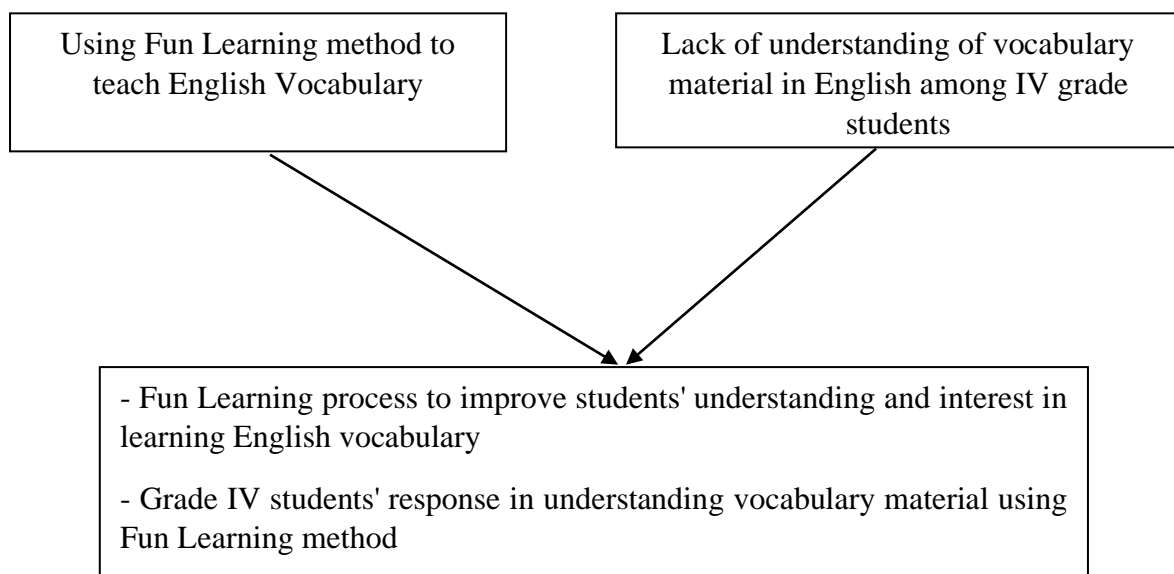 Using Fun Learning method to
teach English Vocabulary
Lack of understanding of vocabulary
material in English among IV grade
students
- Fun Learning process to improve students' understanding and interest in
learning English vocabulary
- Grade IV students' response in understanding vocabulary material using
Fun Learning method